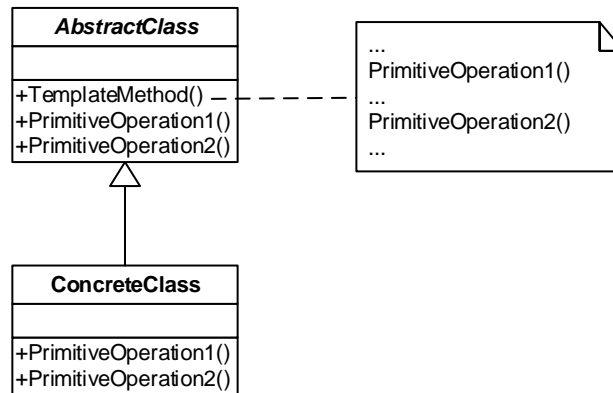 AbstractClass
+TemplateMethod()
+PrimitiveOperation1()
+PrimitiveOperation2()
...
PrimitiveOperation1()
...
PrimitiveOperation2()
...
ConcreteClass
+PrimitiveOperation1()
+PrimitiveOperation2()